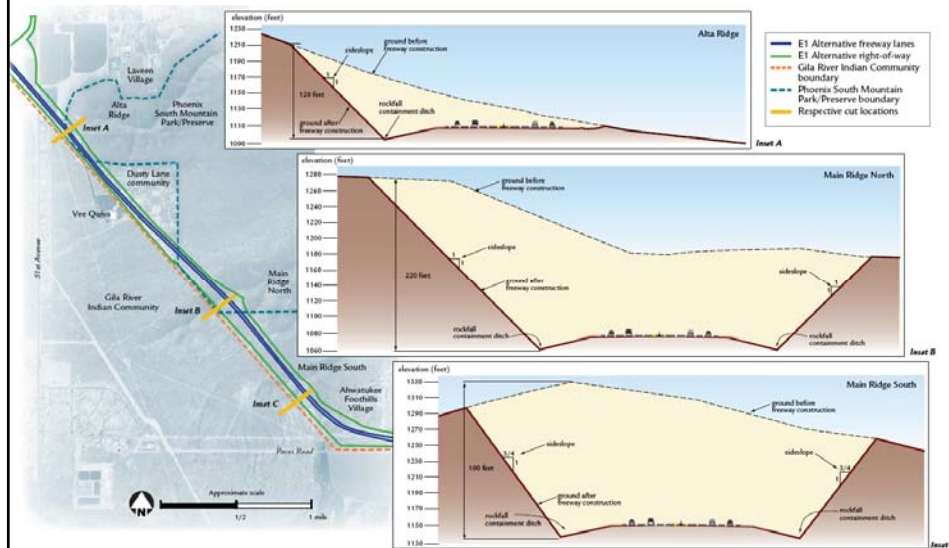 Laveen
Village
Alta
Ridge
Phoenix
South Mountain
Park/Preserve
Inset A
Dusty Lane
community
Vee Quiva
51st Avenue
Main
Ridge
North
Gila River
Indian Community
Inset B
Main Ridge South
Ahwatukee
Foothills
Village
Inset C
Pecos Road
N
Approximate scale
1/2
1 mile
elevation (feet)
Alta Ridge
1250
1230
1210
1190
1170
1150
1130
1110
1090
120 feet
sideslope
1
1
ground before
freeway construction
rockfall
containment ditch
ground after
freeway construction
Inset A
E1 Alternative freeway lanes
E1 Alternative right-of-way
Gila River Indian Community
boundary
Phoenix South Mountain
Park/Preserve boundary
Respective cut locations
elevation (feet)
Main Ridge North
1280
1260
1240
1220
1200
1180
1160
1140
1120
1100
1080
1060
220 feet
ground before
freeway construction
sideslope
1
1
ground after
freeway construction
sideslope
1
1
rockfall
containment ditch
rockfall
containment ditch
Inset B
elevation (feet)
Main Ridge South
1330
1310
1290
1270
1250
1230
1210
1190
1170
1150
1130
ground before
freeway construction
sideslope
3/4
1
sideslope
3/4
1
ground after
freeway construction
rockfall
containment ditch
rockfall
containment ditch
Inset